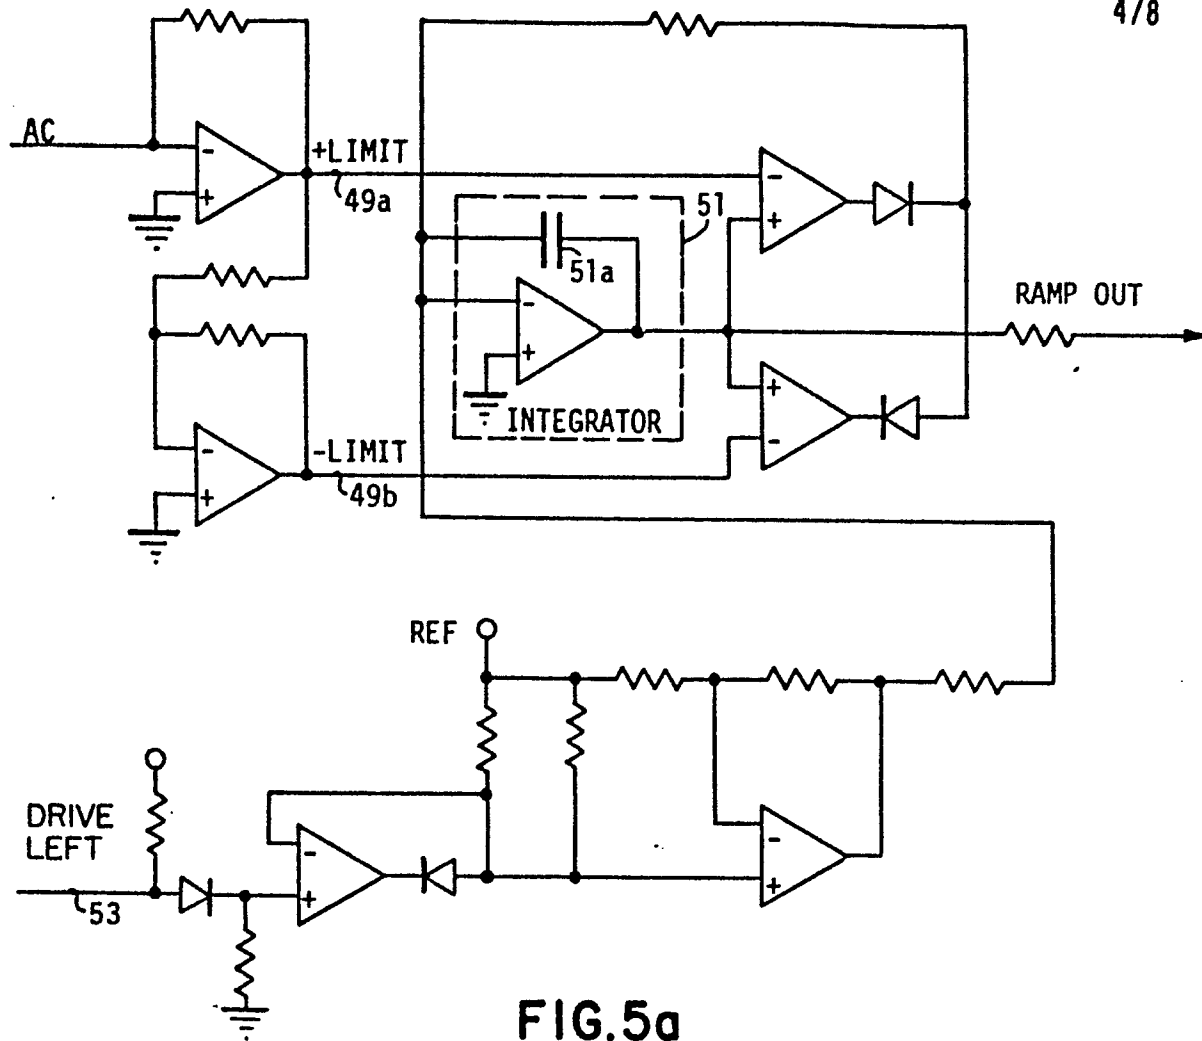 4/8
AC
+LIMIT
49a
51
51a
RAMP OUT
INTEGRATOR
-LIMIT
49b
REF
DRIVE
LEFT
53
FIG.5a